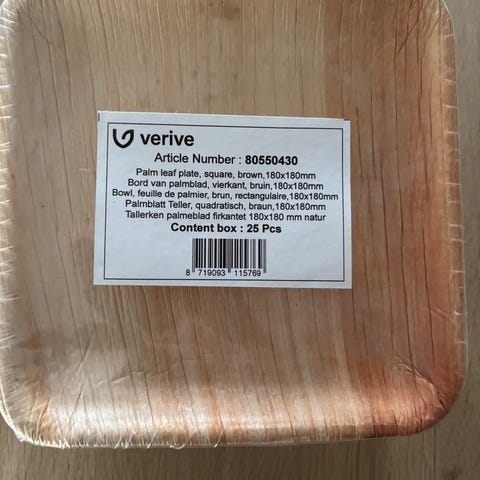 verive
Article Number : 80550430
Palm leaf plate, square, brown,180x180mm
Bord van palmblad, vierkant, bruin,180x180mm
Bowl, feuille de palmier, brun, rectangulaire,180x180mm
Palmblatt Teller, quadratisch, braun,180x180mm
Tallerken palmeblad firkantet 180x180 mm natur
Content box : 25 Pcs
8 719093 115769